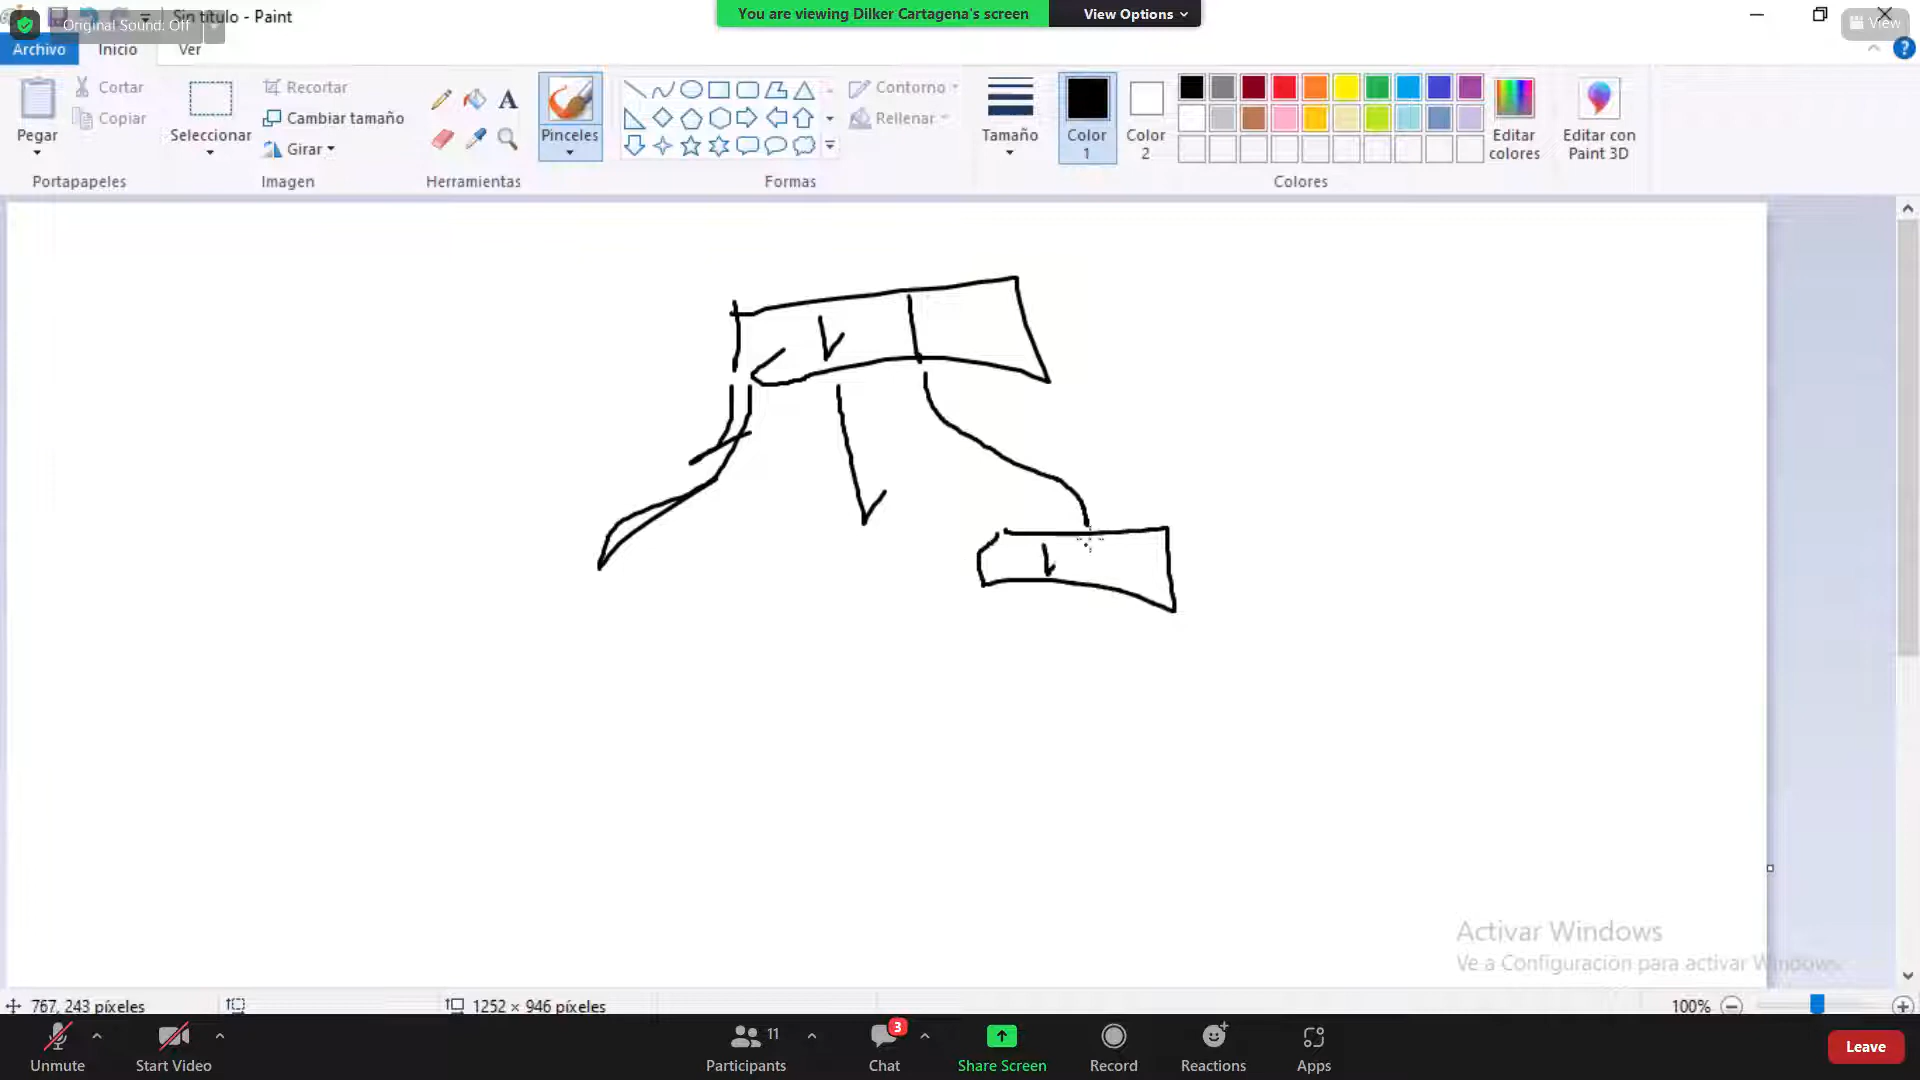 Sin título - Paint
Original Sound: Off
You are viewing Dilker Cartagena's screen
View Options
View
Archivo
Inicio
Ver
Pegar
Cortar
Copiar
Portapapeles
Seleccionar
Recortar
Cambiar tamaño
Girar
Imagen
Herramientas
Pinceles
Formas
Contorno
Rellenar
Tamaño
Color 1
Color 2
Colores
Editar colores
Editar con Paint 3D
Activar Windows
Ve a Configuración para activar Windows.
767, 243 píxeles
1252 × 946 píxeles
100%
Unmute
Start Video
Participants
11
Chat
3
Share Screen
Record
Reactions
Apps
Leave